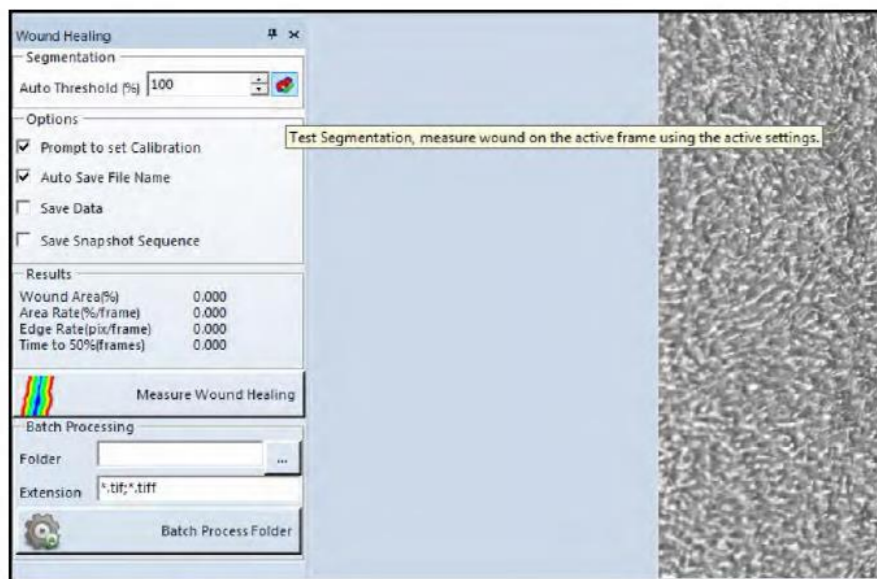 Wound Healing
Segmentation
Auto Threshold (%) 100
Options
Test Segmentation, measure wound on the active frame using the active settings.
Prompt to set Calibration
Auto Save File Name
Save Data
Save Snapshot Sequence
Results
Wound Area(%) 0.000
Area Rate(%/frame) 0.000
Edge Rate(pix/frame) 0.000
Time to 50%(frames) 0.000
Measure Wound Healing
Batch Processing
Folder ...
Extension *.tif;*.tiff
Batch Process Folder